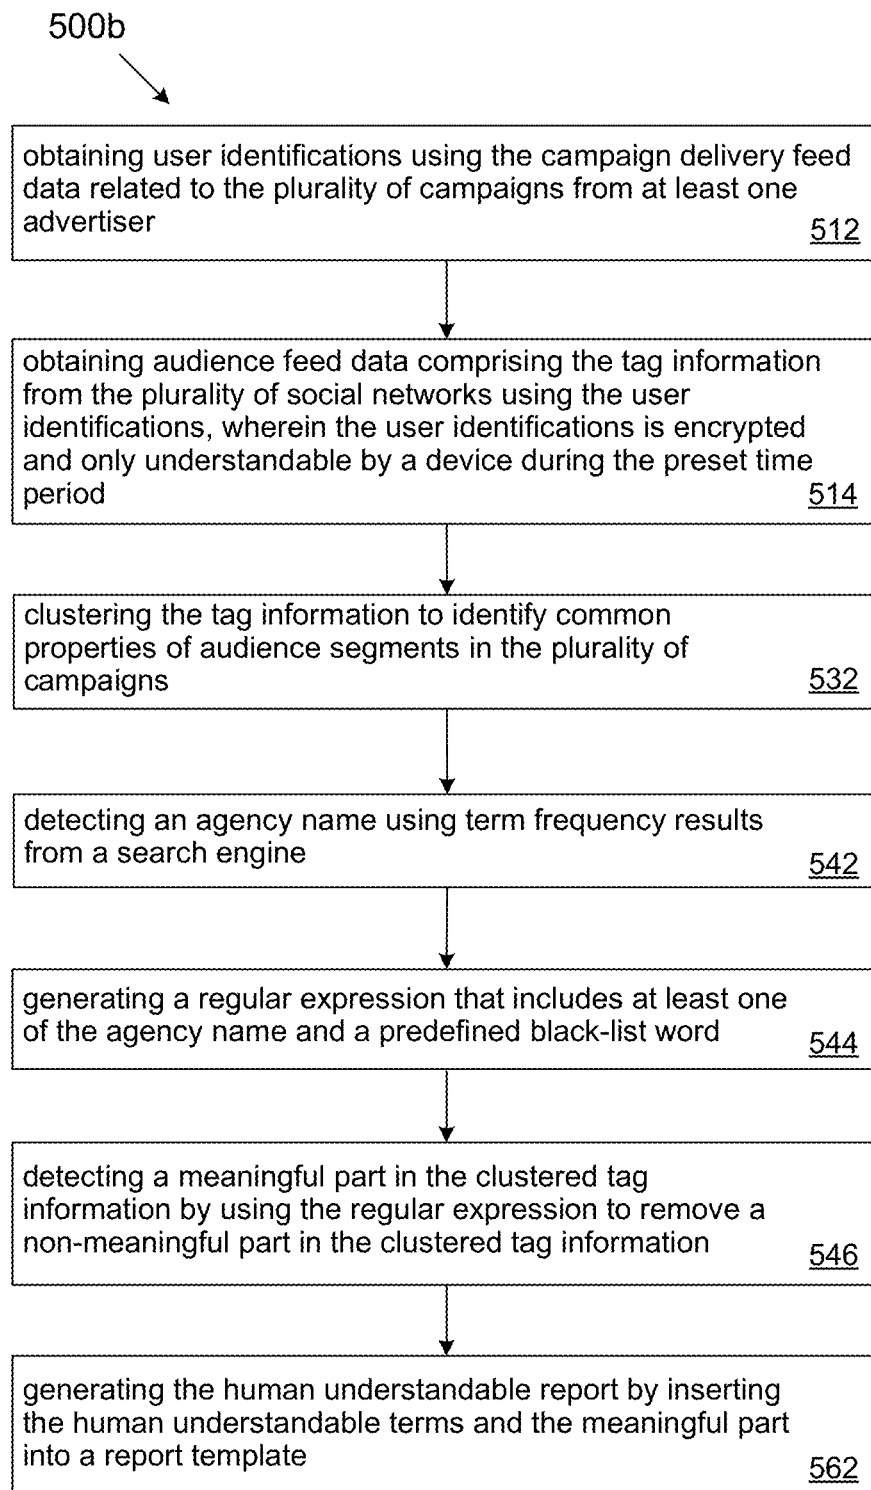 500b
obtaining user identifications using the campaign delivery feed
data related to the plurality of campaigns from at least one
advertiser
512
obtaining audience feed data comprising the tag information
from the plurality of social networks using the user
identifications, wherein the user identifications is encrypted
and only understandable by a device during the preset time
period
514
clustering the tag information to identify common
properties of audience segments in the plurality of
campaigns
532
detecting an agency name using term frequency results
from a search engine
542
generating a regular expression that includes at least one
of the agency name and a predefined black-list word
544
detecting a meaningful part in the clustered tag
information by using the regular expression to remove a
non-meaningful part in the clustered tag information
546
generating the human understandable report by inserting
the human understandable terms and the meaningful part
into a report template
562